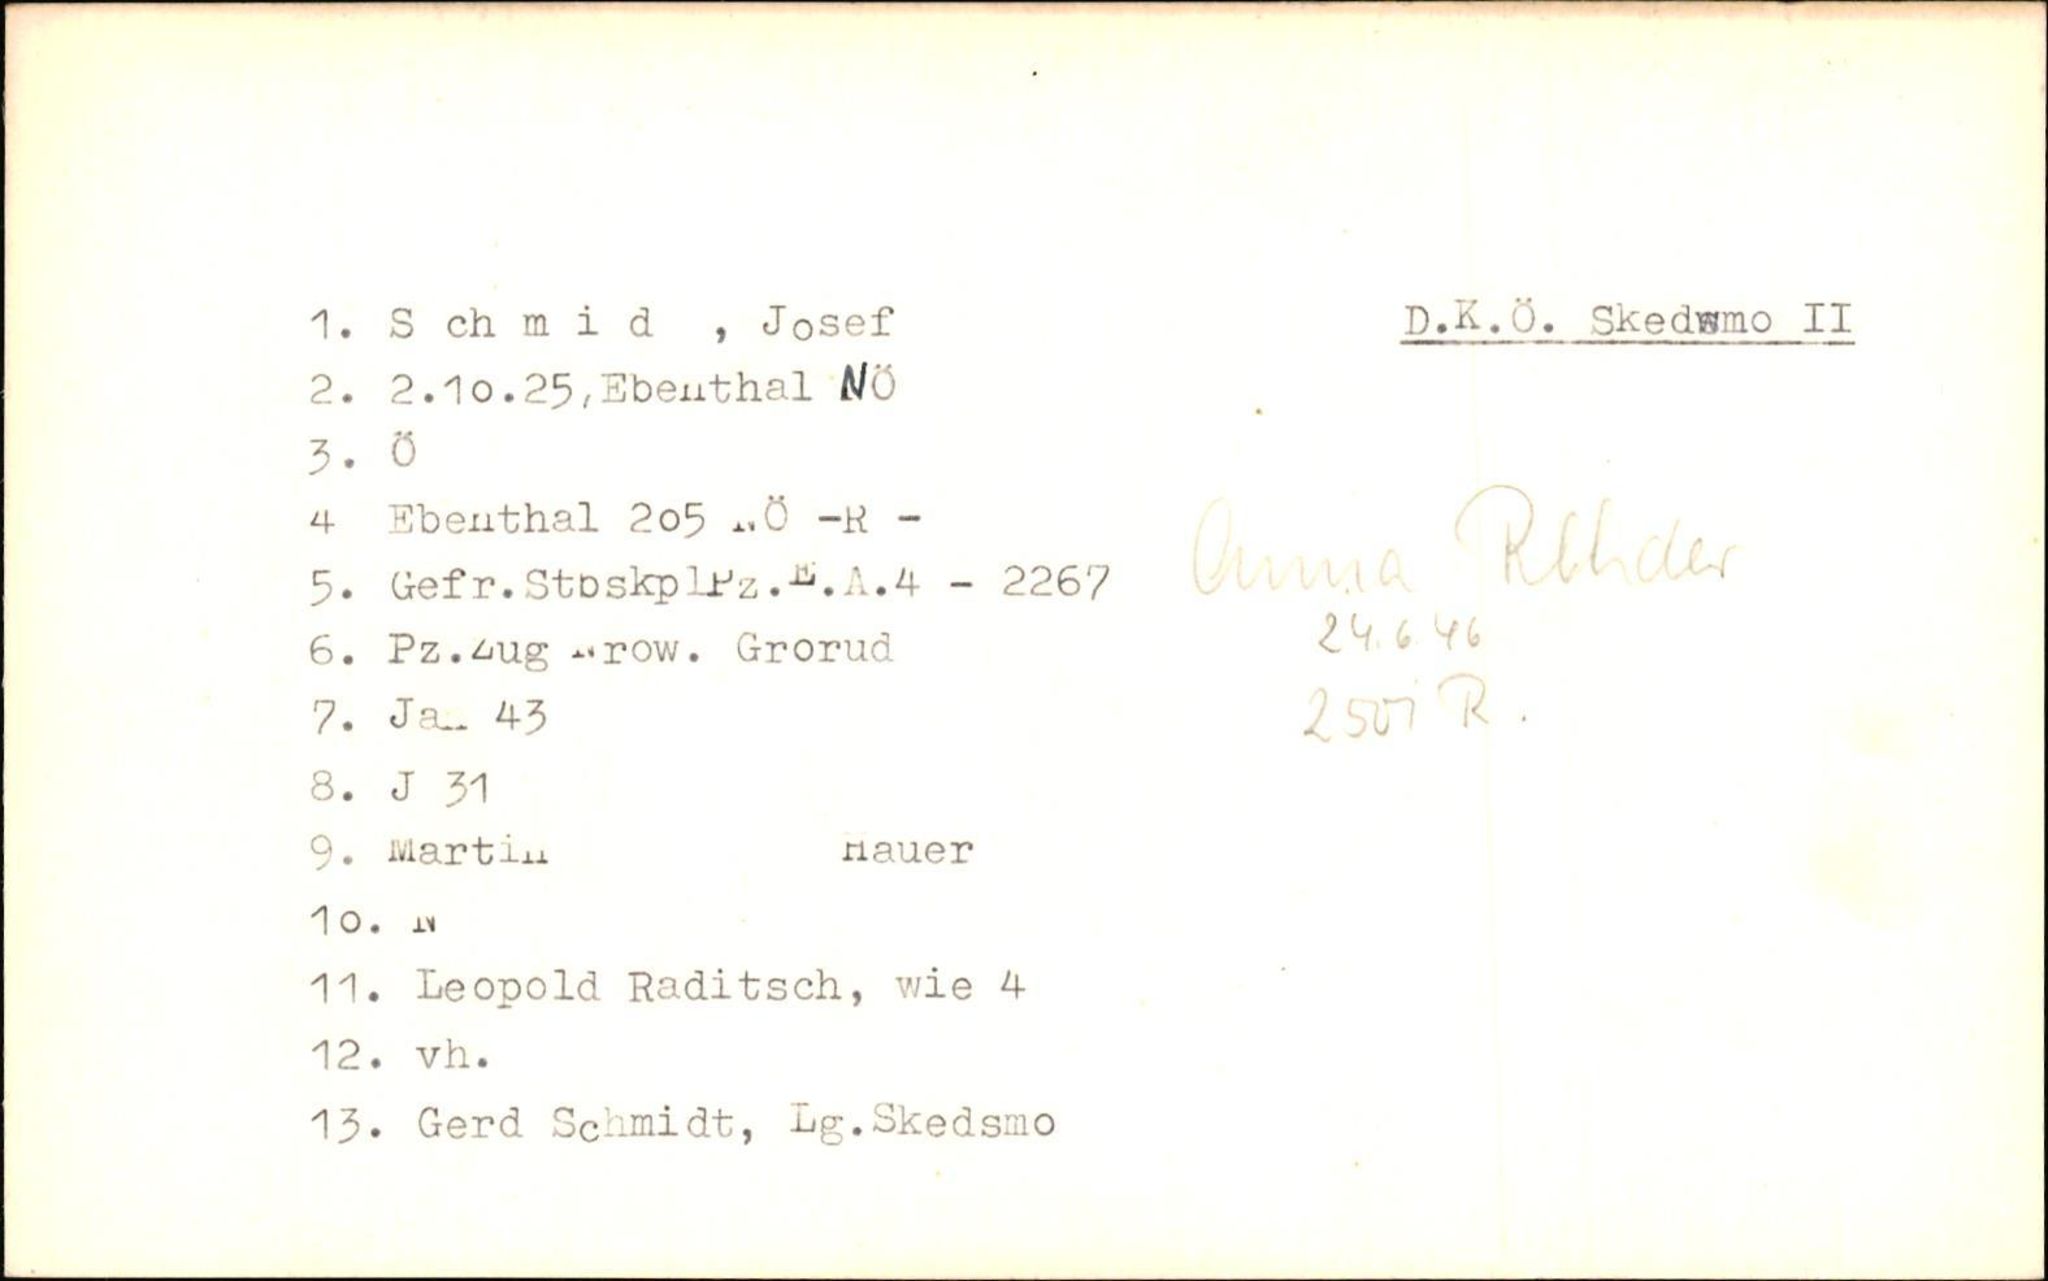 D.K.Ö. Skedsmo II
1. S ch m i d , Josef
2. 2.10.25, Ebenthal NÖ
3. Ö
4 Ebenthal 205 NÖ -R -
5. Gefr. StbskplPz.E.A.4 - 2267
6. Pz.Zug Norw. Grorud
7. Jan 43
8. J 31
9. Martin Hauer
10. N
11. Leopold Raditsch, wie 4
12. vh.
13. Gerd Schmidt, Lg.Skedsmo
Anna
24.6.46
R.